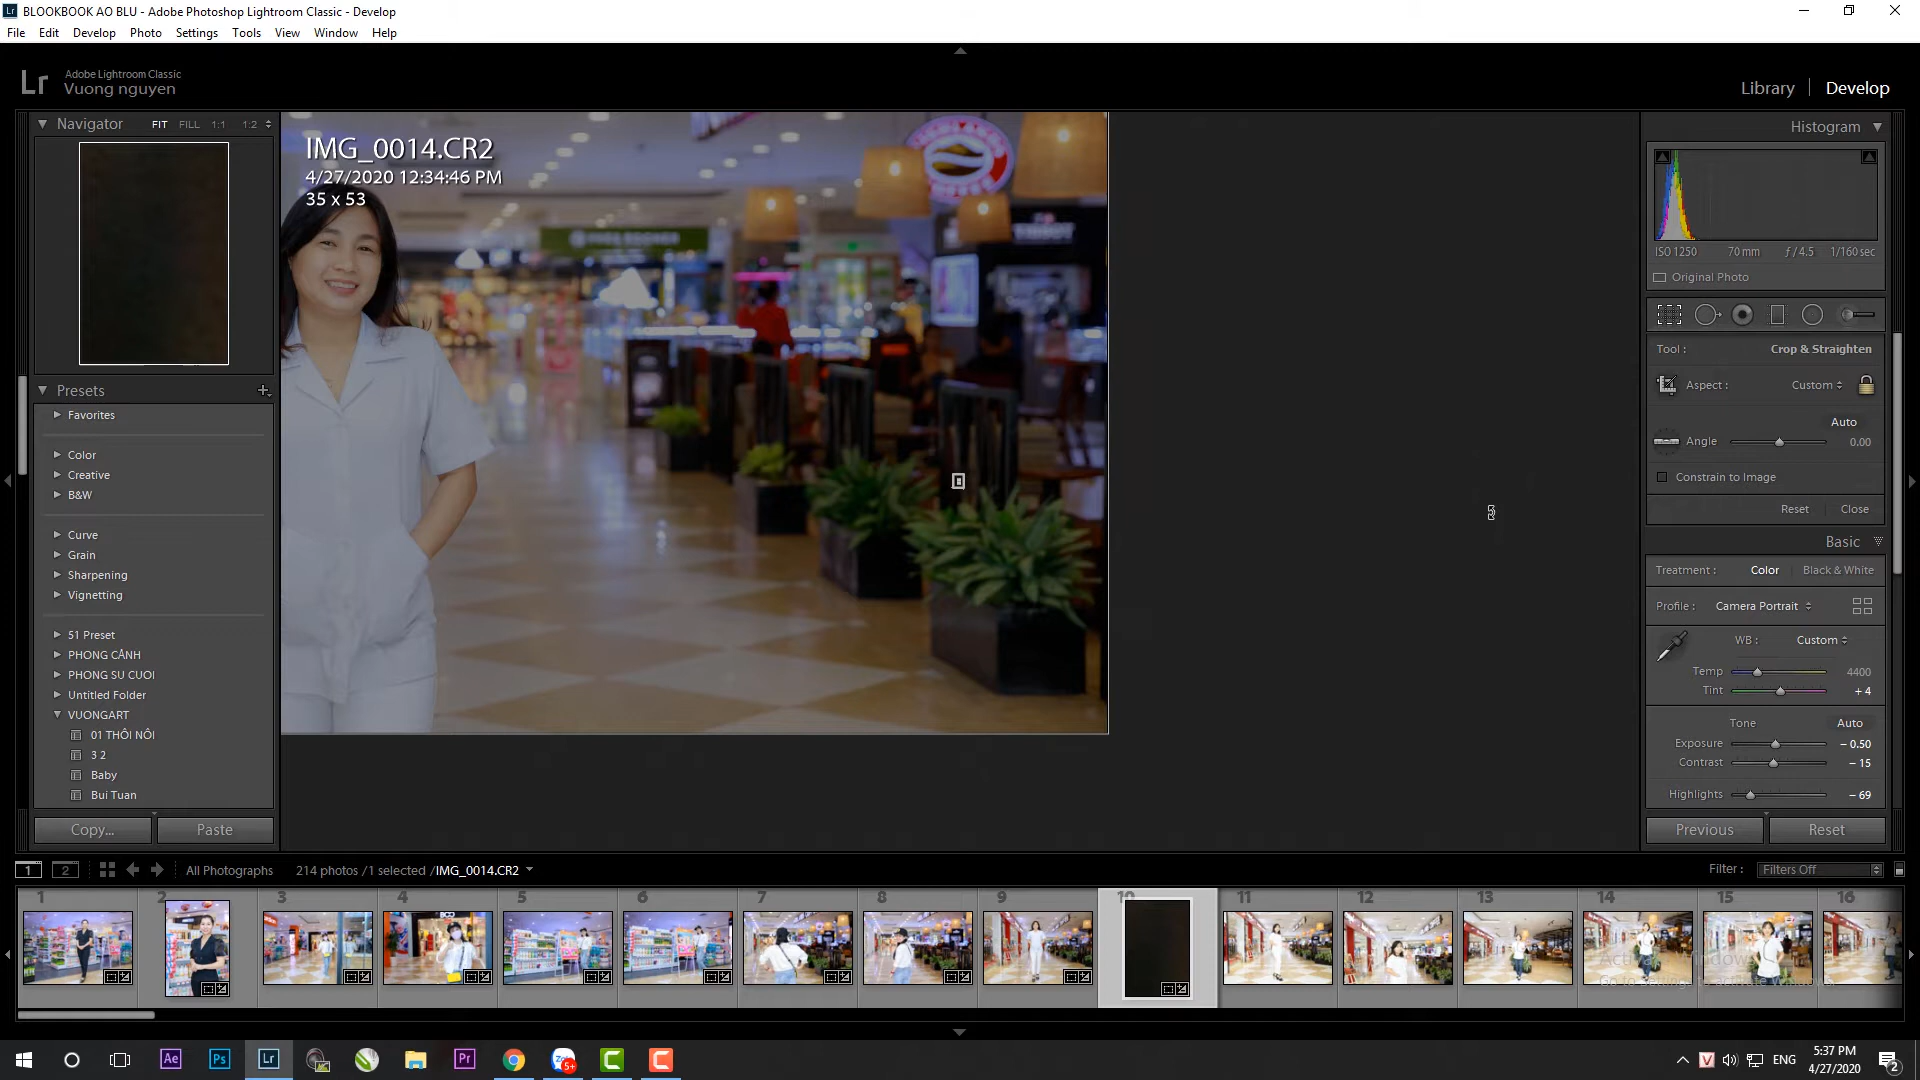 BLOOKBOOK AO BLU - Adobe Photoshop Lightroom Classic - Develop
File Edit Develop Photo Settings Tools View Window Help
Adobe Lightroom Classic
Lr Vuong nguyen
Library Develop
Navigator FIT FILL 1:1 1:2
Histogram
IMG_0014.CR2
4/27/2020 12:34:46 PM
35 x 53
ISO 1250 70 mm ƒ / 4.5 1/160 sec
Original Photo
Tool : Crop & Straighten
Aspect : Custom
Auto
Angle 0.00
Constrain to Image
Reset Close
Presets
Favorites
Color
Creative
B&W
Curve
Grain
Sharpening
Vignetting
51 Preset
PHONG CẢNH
PHONG SU CUOI
Untitled Folder
VUONGART
01 THÔI NÔI
3 2
Baby
Bui Tuan
Basic
Treatment : Color Black & White
Profile : Camera Portrait
WB : Custom
Temp 4400
Tint + 4
Tone Auto
Exposure − 0.50
Contrast − 15
Highlights − 69
Copy... Paste
Previous Reset
1 2 All Photographs 214 photos / 1 selected / IMG_0014.CR2
Filter : Filters Off
1 2 3 4 5 6 7 8 9 10 11 12 13 14 15 16
Ae Ps Lr Pr Zalo 5+ C C
V ENG 5:37 PM
4/27/2020 2